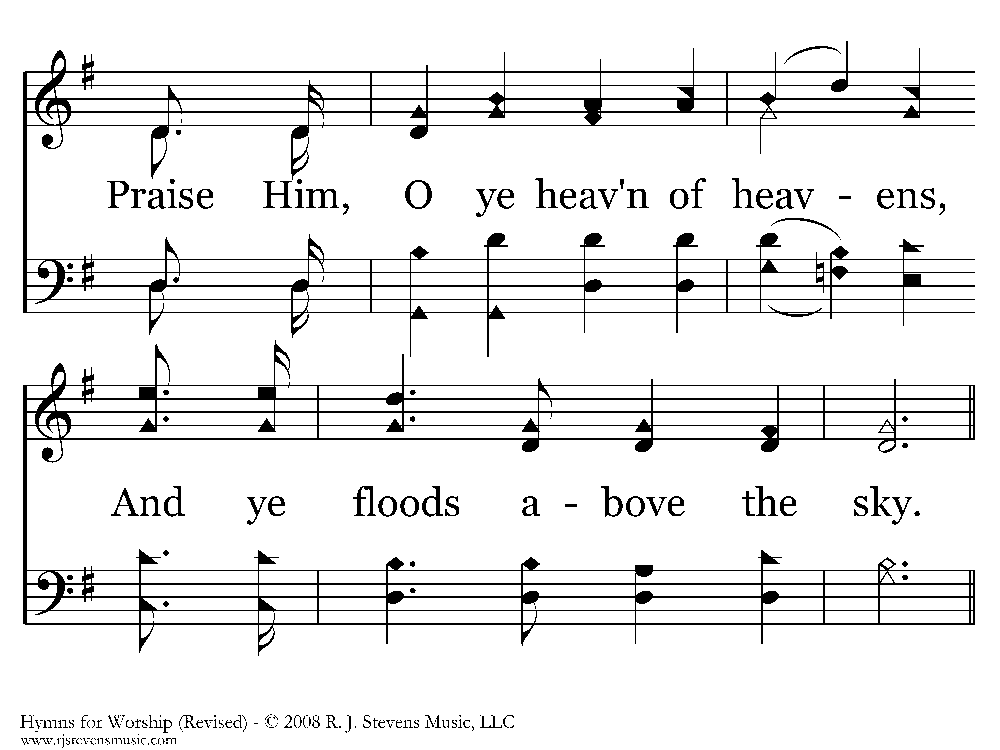 Praise Him, O ye heav'n of heav - ens,
And ye floods a - bove the sky.
Hymns for Worship (Revised) - © 2008 R. J. Stevens Music, LLC
www.rjstevensmusic.com